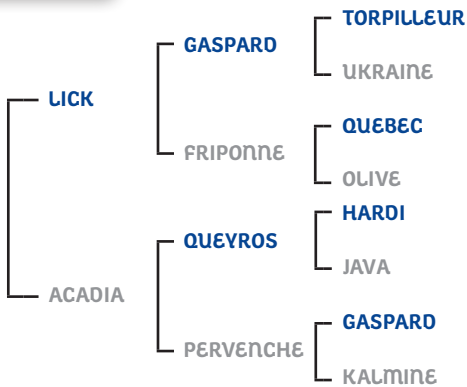 TORPILLEUR
GASPARD
UKRAINE
LICK
QUEBEC
FRIPONNE
OLIVE
HARDI
QUEYROS
JAVA
ACADIA
GASPARD
PERVENCHE
KALMINE